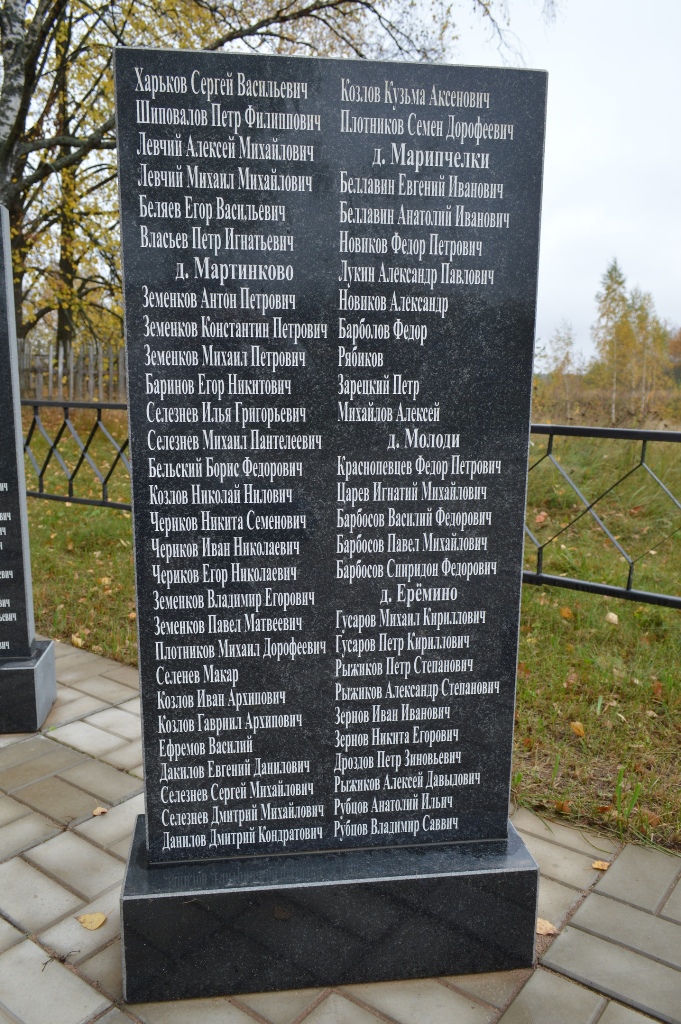 Харьков Сергей Васильевич
Шиповалов Петр Филиппович
Левчий Алексей Михайлович
Левчий Михаил Михайлович
Беляев Егор Васильевич
Власьев Петр Игнатьевич
д. Мартинково
Земенков Антон Петрович
Земенков Константин Петрович
Земенков Михаил Петрович
Баринов Егор Никитович
Селезнев Илья Григорьевич
Селезнев Михаил Пантелеевич
Бельский Борис Федорович
Козлов Николай Нилович
Черников Никита Семенович
Чериков Иван Николаевич
Чериков Егор Николаевич
Земенков Владимир Егорович
Земенков Павел Матвеевич
Плотников Михаил Дорофеевич
Селенев Макар
Козлов Иван Архипович
Козлов Гавриил Архипович
Ефремов Василий
Дакилов Евгений Данилович
Селезнев Сергей Михайлович
Селезнев Дмитрий Михайлович
Данилов Дмитрий Кондратович
Козлов Кузьма Аксенович
Плотников Семен Дорофеевич
д. Марипчелки
Беллавин Евгений Иванович
Беллавин Анатолий Иванович
Новиков Федор Петрович
Лукин Александр Павлович
Новиков Александр
Барболов Федор
Рябиков
Зарецкий Петр
Михайлов Алексей
д. Молоди
Краснопевцев Федор Петрович
Царев Игнатий Михайлович
Барбосов Василий Федорович
Барбосов Павел Михайлович
Барбосов Спиридон Федорович
д. Ерёмино
Гусаров Михаил Кириллович
Гусаров Петр Кириллович
Рыжиков Петр Степанович
Рыжиков Александр Степанович
Зернов Иван Иванович
Зернов Никита Егорович
Дроздов Петр Зиновьевич
Рыжиков Алексей Давыдович
Рубцов Анатолий Ильич
Рубцов Владимир Саввич